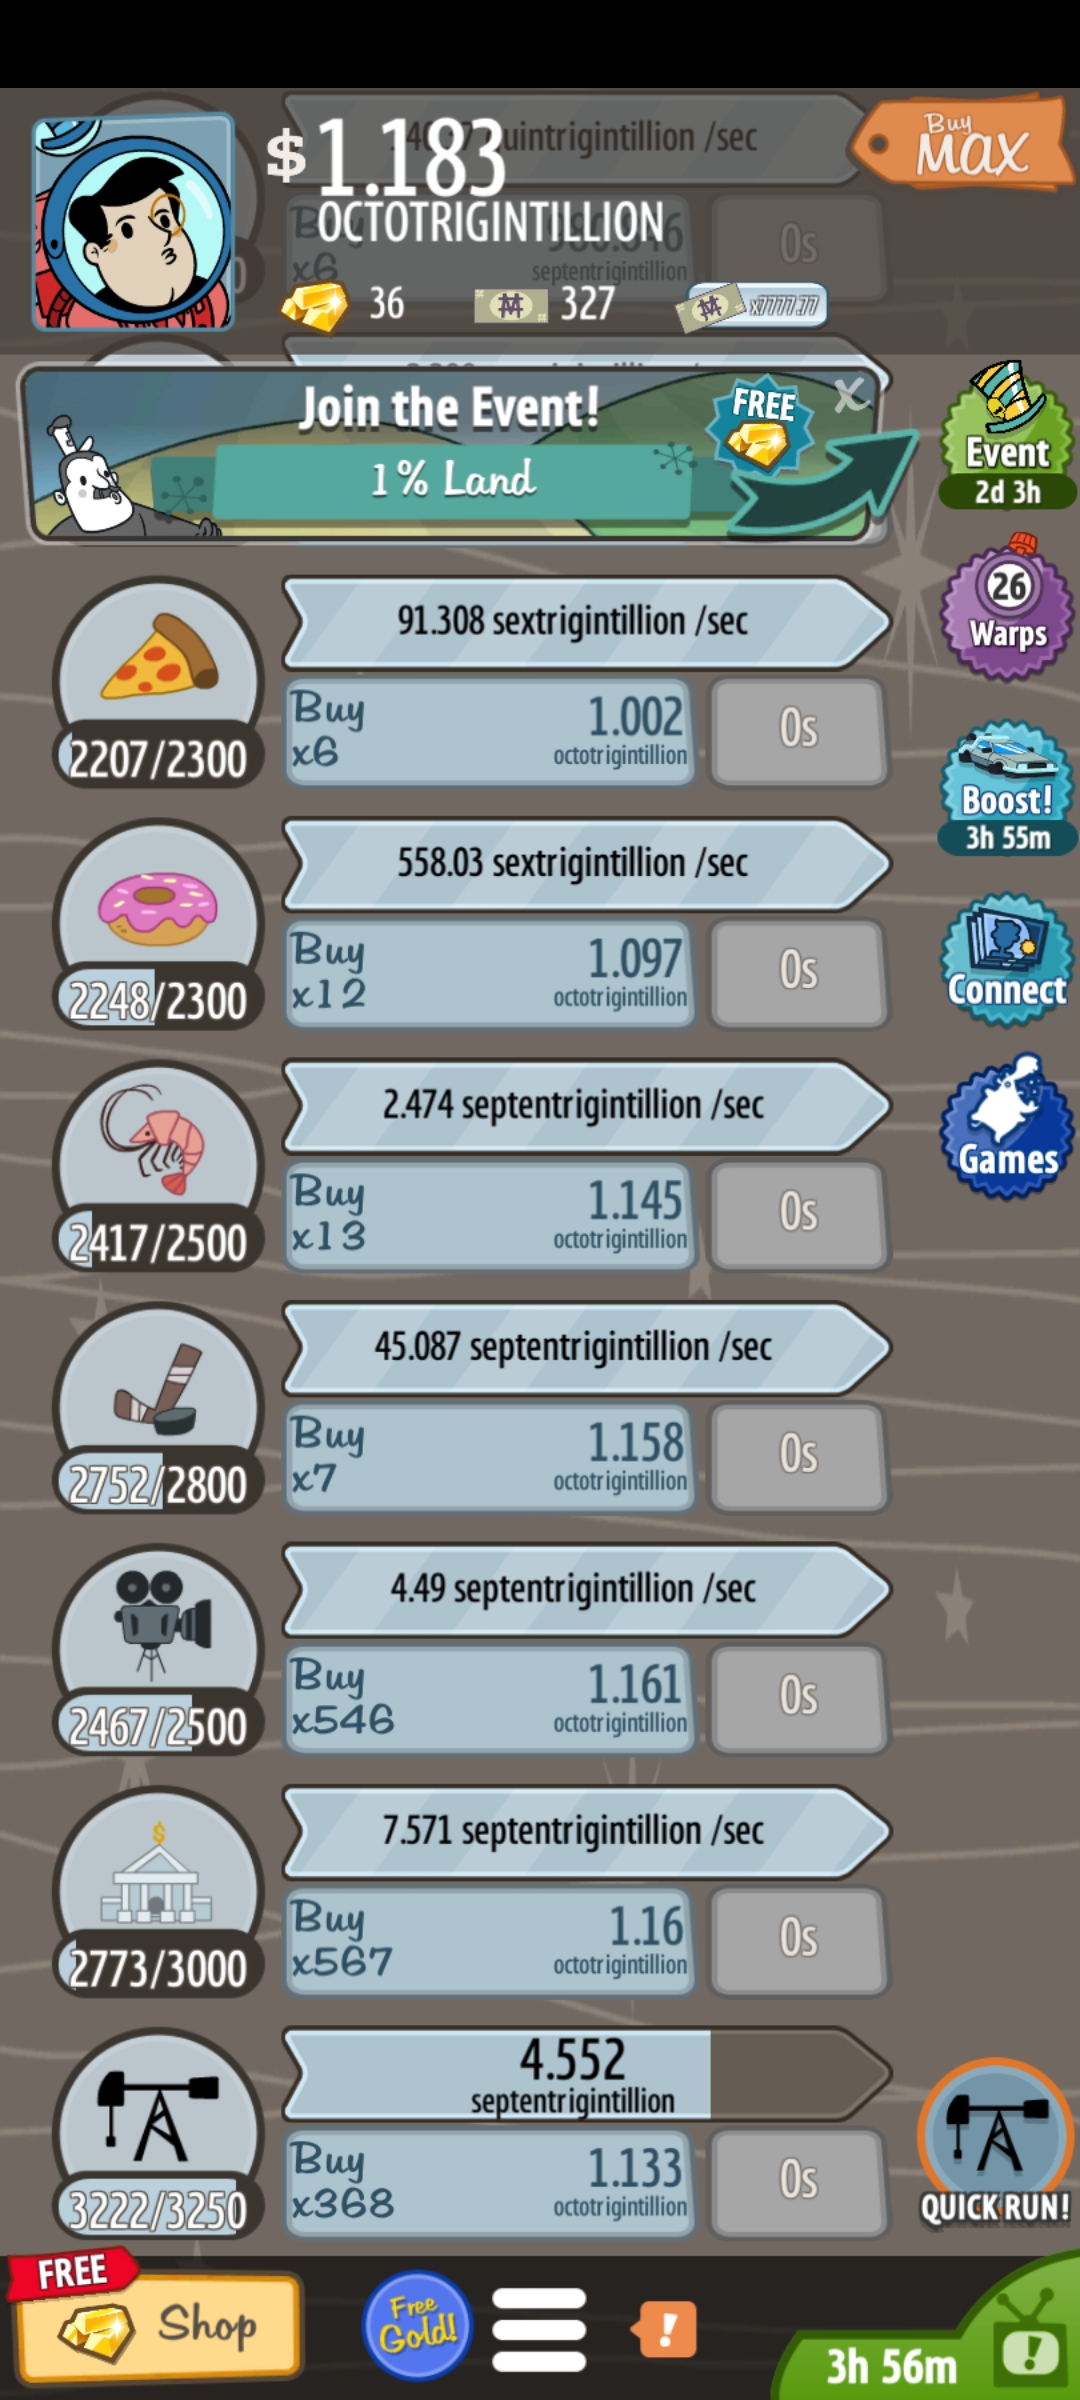 $ 1.183
OCTOTRIGINTILLION
Buy
MAX
x6
septentrigintillion
0s
36
327
x7777.77
Join the Event!
1% Land
FREE
X
Event
2d 3h
26
Warps
91.308 sextrigintillion /sec
2207/2300
Buy
x6
1.002
octotrigintillion
0s
Boost!
3h 55m
558.03 sextrigintillion /sec
2248/2300
Buy
x12
1.097
octotrigintillion
0s
Connect
2.474 septentrigintillion /sec
2417/2500
Buy
x13
1.145
octotrigintillion
0s
Games
45.087 septentrigintillion /sec
2752/2800
Buy
x7
1.158
octotrigintillion
0s
4.49 septentrigintillion /sec
2467/2500
Buy
x546
1.161
octotrigintillion
0s
7.571 septentrigintillion /sec
$
2773/3000
Buy
x567
1.16
octotrigintillion
0s
4.552
septentrigintillion
3222/3250
Buy
x368
1.133
octotrigintillion
0s
QUICK RUN!
FREE
Shop
Free
Gold!
!
3h 56m
!